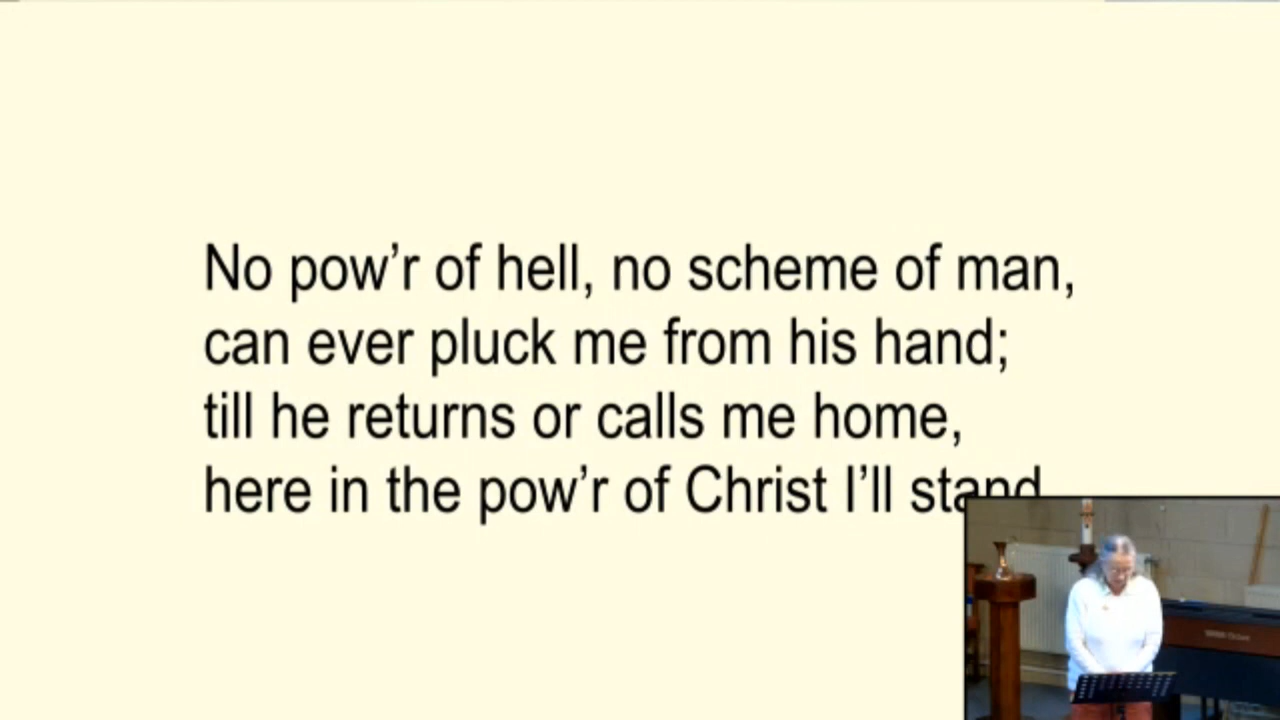 No pow’r of hell, no scheme of man,
can ever pluck me from his hand;
till he returns or calls me home,
here in the pow’r of Christ I’ll stand